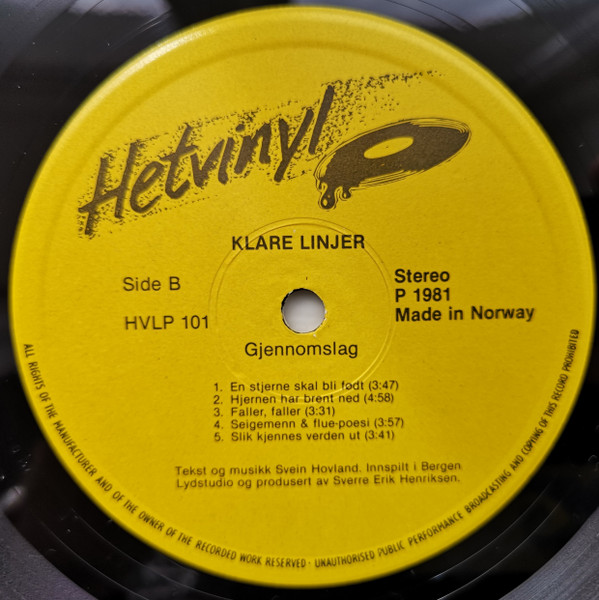 Hetvinyl
KLARE LINJER
Side B
HVLP 101
Stereo
P 1981
Made in Norway
Gjennomslag
1. En stjerne skal bli født (3:47)
2. Hjernen har brent ned (4:58)
3. Faller, faller (3:31)
4. Seigemenn & flue-poesi (3:57)
5. Slik kjennes verden ut (3:41)
Tekst og musikk Svein Hovland. Innspilt i Bergen
Lydstudio og produsert av Sverre Erik Henriksen.
ALL RIGHTS OF THE MANUFACTURER AND OF THE OWNER OF THE RECORDED WORK RESERVED · UNAUTHORISED PUBLIC PERFORMANCE BROADCASTING AND COPYING OF THIS RECORD PROHIBITED